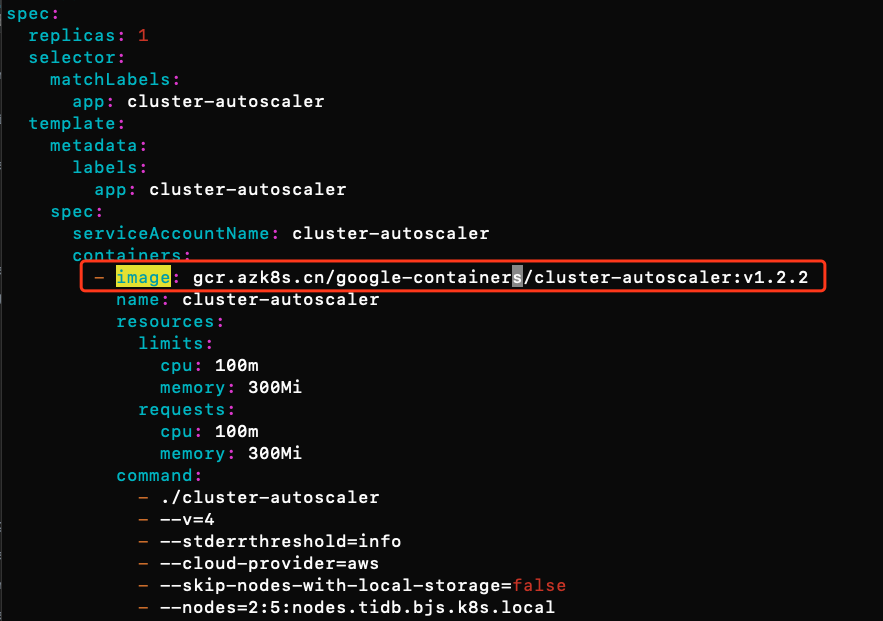 spec:
  replicas: 1
  selector:
    matchLabels:
      app: cluster-autoscaler
  template:
    metadata:
      labels:
        app: cluster-autoscaler
    spec:
      serviceAccountName: cluster-autoscaler
      containers:
        - image: gcr.azk8s.cn/google-containers/cluster-autoscaler:v1.2.2
          name: cluster-autoscaler
          resources:
            limits:
              cpu: 100m
              memory: 300Mi
            requests:
              cpu: 100m
              memory: 300Mi
          command:
            - ./cluster-autoscaler
            - --v=4
            - --stderrthreshold=info
            - --cloud-provider=aws
            - --skip-nodes-with-local-storage=false
            - --nodes=2:5:nodes.tidb.bjs.k8s.local